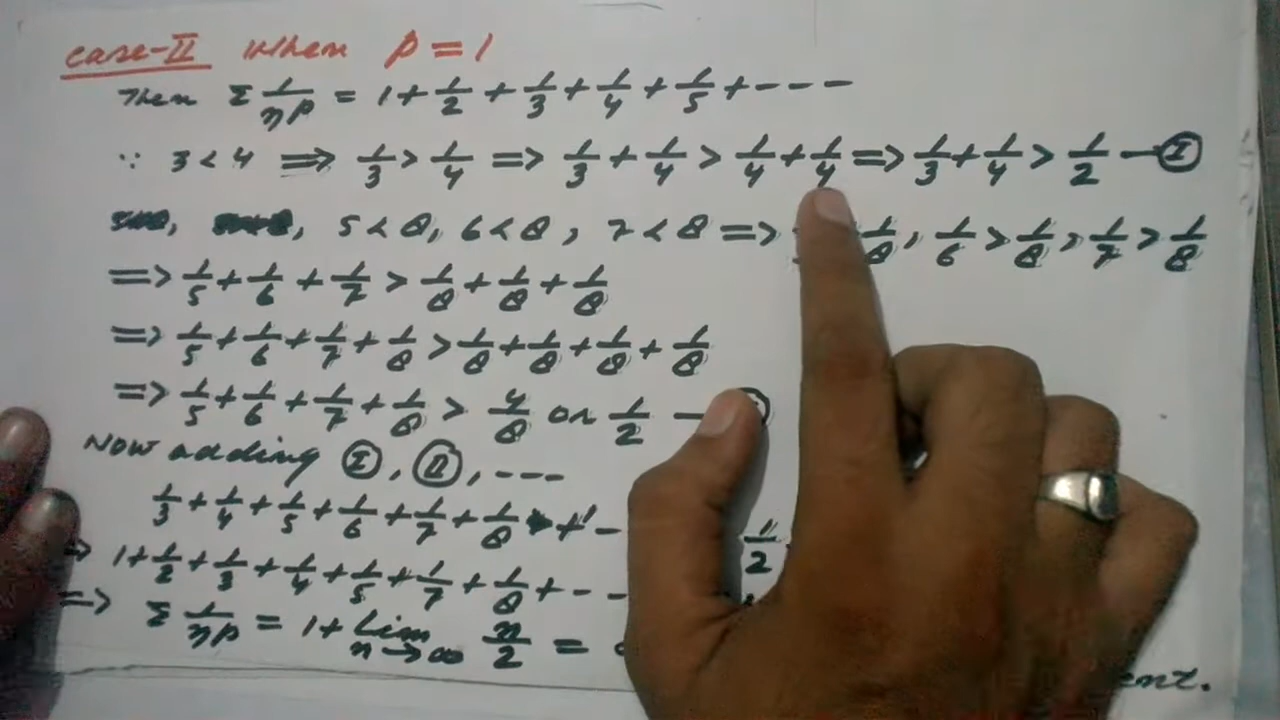 Case-II When p = 1
Then Σ 1/np = 1 + 1/2 + 1/3 + 1/4 + 1/5 + ---
∵ 3 < 4 ⇒ 1/3 > 1/4 ⇒ 1/3 + 1/4 > 1/4 + 1/4 ⇒ 1/3 + 1/4 > 1/2 — Ⓘ
5 < 8, 6 < 8, 7 < 8 ⇒ 1/8, 1/6 > 1/8, 1/7 > 1/8
⇒ 1/5 + 1/6 + 1/7 > 1/8 + 1/8 + 1/8
⇒ 1/5 + 1/6 + 1/7 + 1/8 > 1/8 + 1/8 + 1/8 + 1/8
⇒ 1/5 + 1/6 + 1/7 + 1/8 > 4/8 or 1/2 —
Now adding Ⓘ, Ⓘ︎Ⓘ, ---
1/3 + 1/4 + 1/5 + 1/6 + 1/7 + 1/8 + - 1/2
⇒ 1 + 1/2 + 1/3 + 1/4 + 1/5 + 1/7 + 1/8 + ---
⇒ Σ 1/np = 1 + lim n→∞ n/2 =